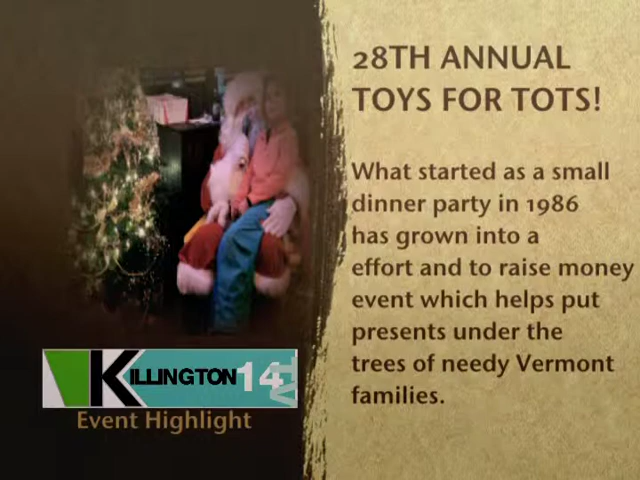 28TH ANNUAL
TOYS FOR TOTS!
What started as a small
dinner party in 1986
has grown into a
effort and to raise money
event which helps put
presents under the
trees of needy Vermont
families.
KILLINGTON 14 TV
Event Highlight